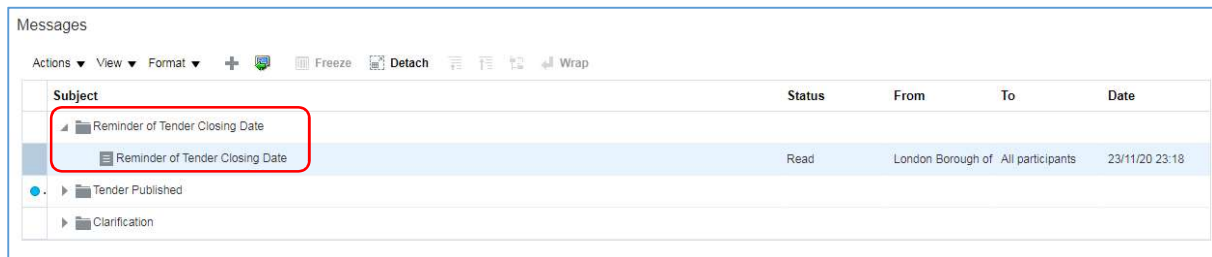 Messages
Actions View Format Freeze Detach Wrap
Subject Status From To Date
Reminder of Tender Closing Date
Reminder of Tender Closing Date Read London Borough of All participants 23/11/20 23:18
Tender Published
Clarification